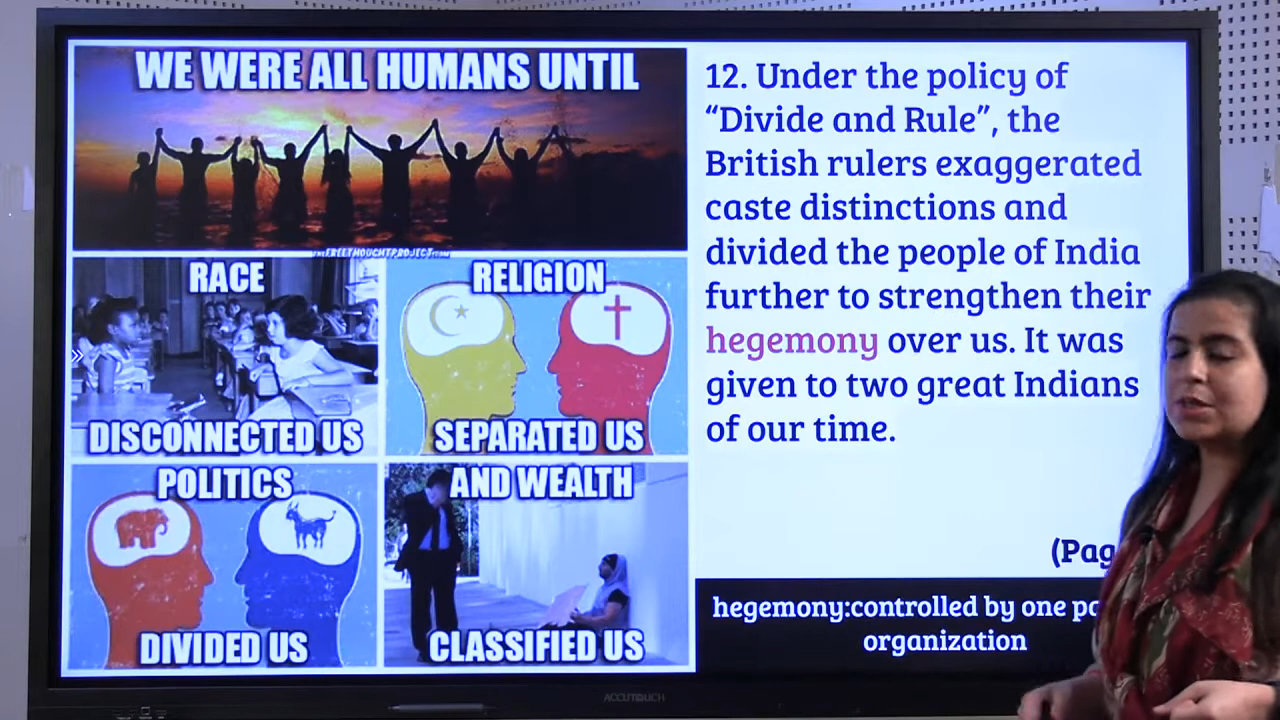 WE WERE ALL HUMANS UNTIL
RACE
DISCONNECTED US
RELIGION
SEPARATED US
POLITICS
DIVIDED US
AND WEALTH
CLASSIFIED US
12. Under the policy of
“Divide and Rule”, the
British rulers exaggerated
caste distinctions and
divided the people of India
further to strengthen their
hegemony over us. It was
given to two great Indians
of our time.
(Pag
hegemony:controlled by one
organization
ACCUTOUCH